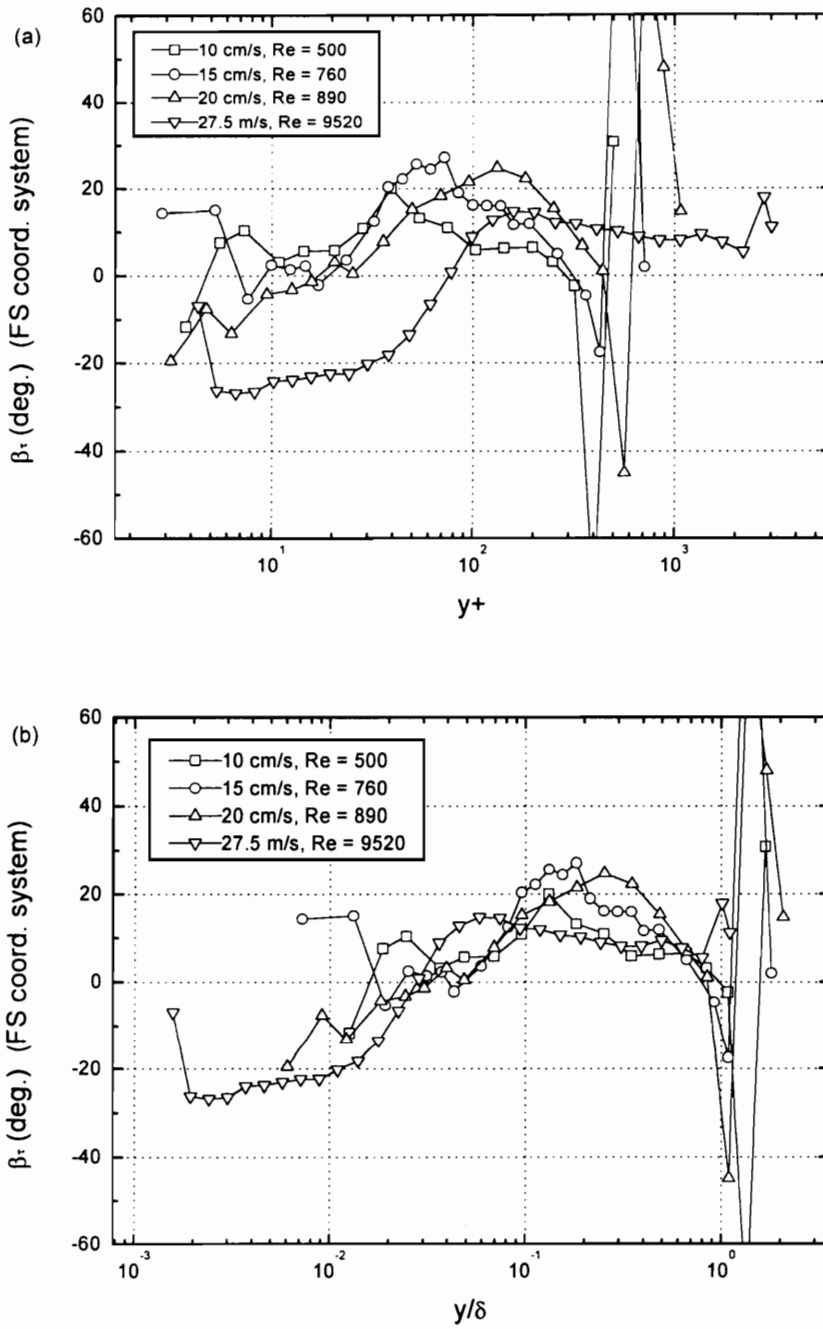 (a)
60
40
20
0
-20
-40
-60
βτ (deg.) (FS coord. system)
10 cm/s, Re = 500
15 cm/s, Re = 760
20 cm/s, Re = 890
27.5 m/s, Re = 9520
10¹ 10² 10³
y+
(b)
60
40
20
0
-20
-40
-60
βτ (deg.) (FS coord. system)
10 cm/s, Re = 500
15 cm/s, Re = 760
20 cm/s, Re = 890
27.5 m/s, Re = 9520
10⁻³ 10⁻² 10⁻¹ 10⁰
y/δ